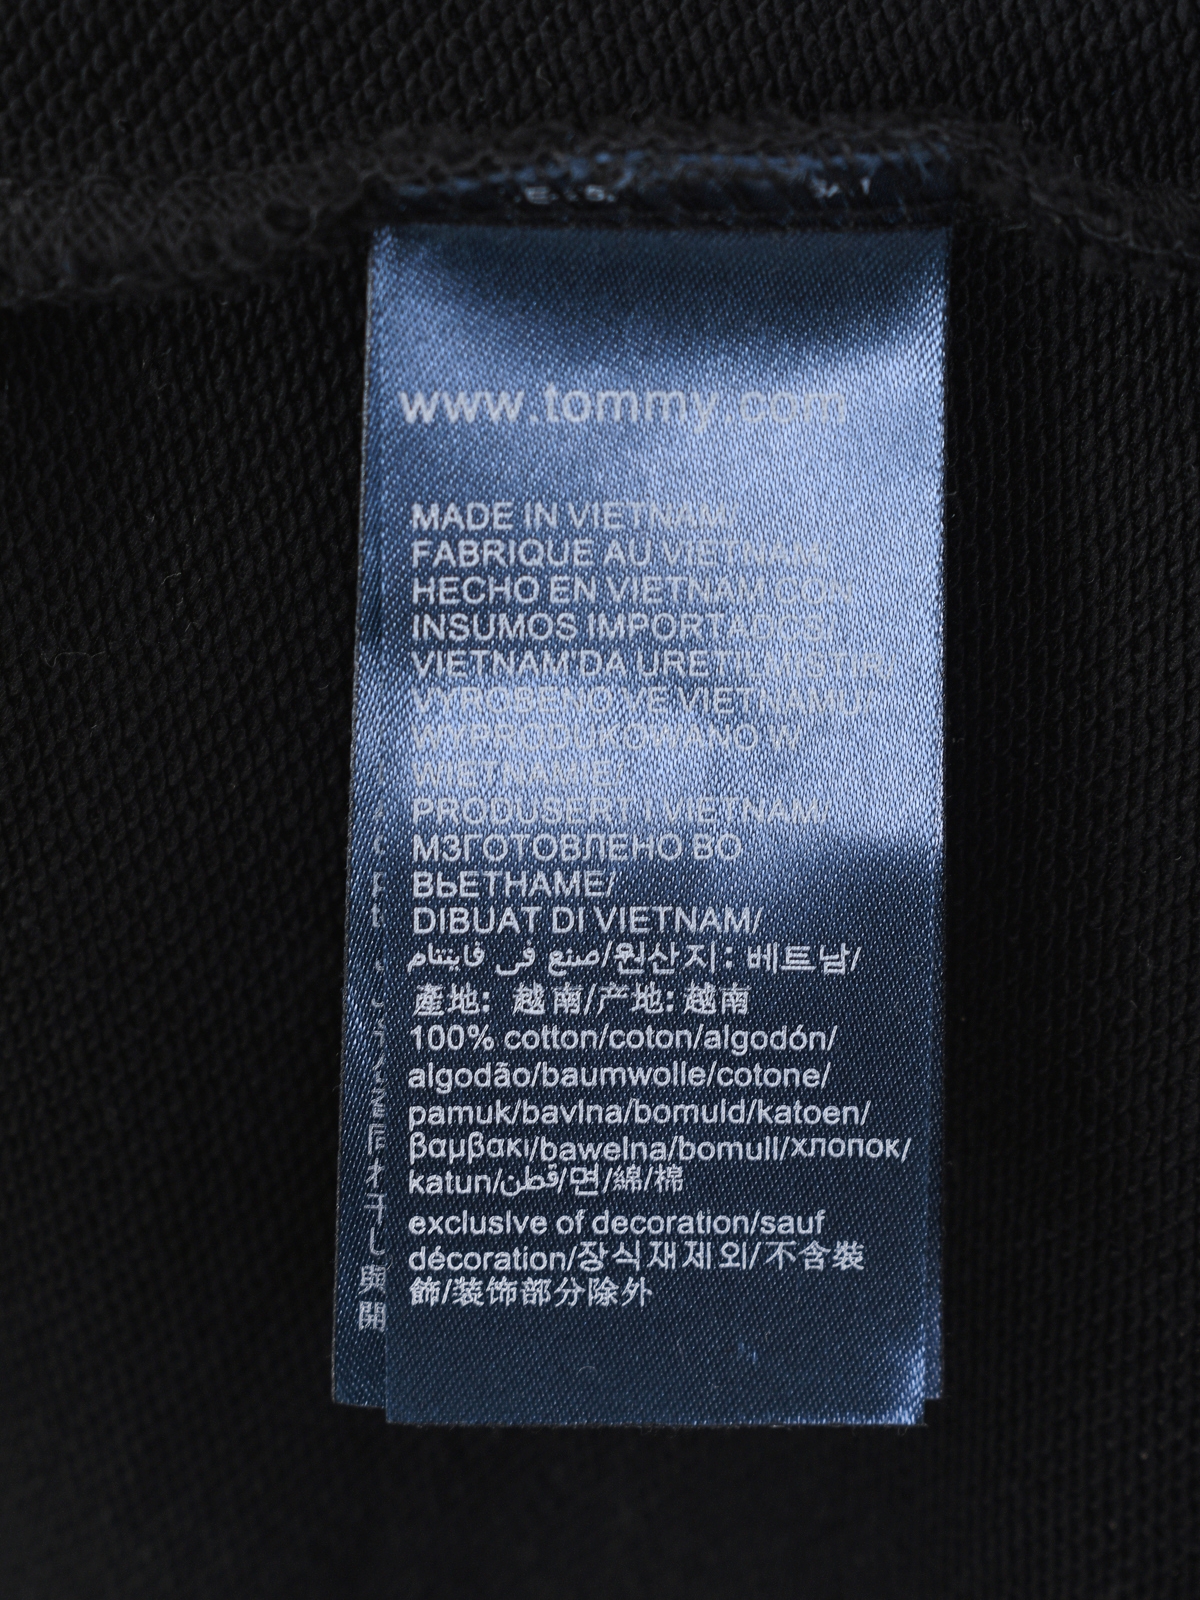 www.tommy.com
MADE IN VIETNAM/
FABRIQUE AU VIETNAM/
HECHO EN VIETNAM CON
INSUMOS IMPORTADOS/
VIETNAM'DA URETILMISTIR/
VYROBENO VE VIETNAMU/
WYPRODUKOWANO W
WIETNAMIE/
PRODUSERT I VIETNAM/
МЗГОТОВЛЕНО ВО
ВЬЕТНАМЕ/
DIBUAT DI VIETNAM/
صنع في فايتنام/원산지: 베트남/
產地: 越南/产地: 越南
100% cotton/coton/algodón/
algodão/baumwolle/cotone/
pamuk/bavlna/bomuld/katoen/
βαμβακι/bawelna/bomull/хлопок/
katun/قطن/면/綿/棉
exclusive of decoration/sauf
décoration/장식재제외/不含裝
飾/装饰部分除外
與
開